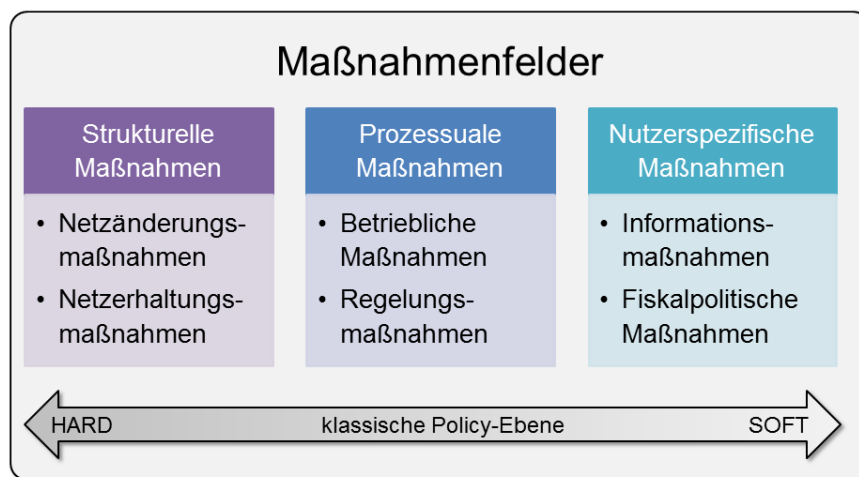 Maßnahmenfelder
Strukturelle
Maßnahmen
• Netzänderungs-
maßnahmen
• Netzerhaltungs-
maßnahmen
Prozessuale
Maßnahmen
• Betriebliche
Maßnahmen
• Regelungs-
maßnahmen
Nutzerspezifische
Maßnahmen
• Informations-
maßnahmen
• Fiskalpolitische
Maßnahmen
HARD klassische Policy-Ebene SOFT